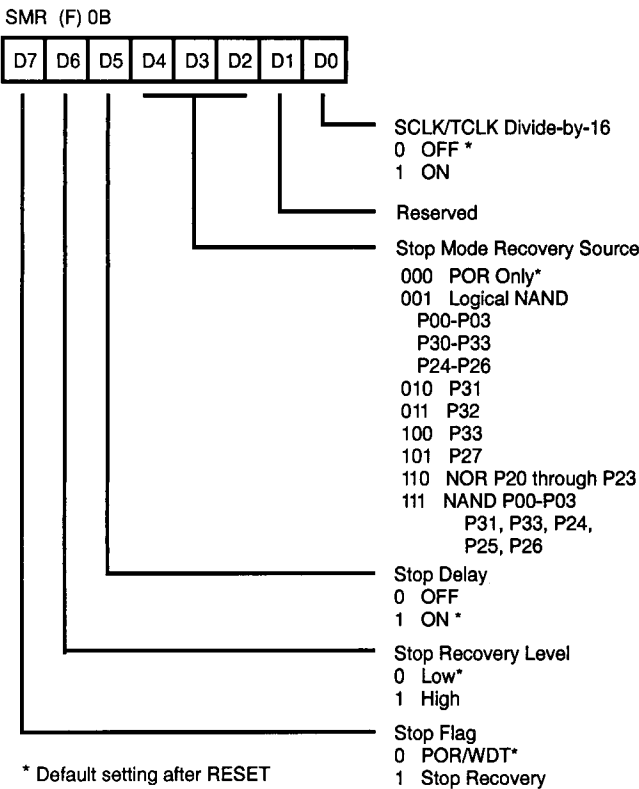 SMR (F) 0B
D7 D6 D5 D4 D3 D2 D1 D0
SCLK/TCLK Divide-by-16
0 OFF *
1 ON
Reserved
Stop Mode Recovery Source
000 POR Only*
001 Logical NAND
P00-P03
P30-P33
P24-P26
010 P31
011 P32
100 P33
101 P27
110 NOR P20 through P23
111 NAND P00-P03
P31, P33, P24,
P25, P26
Stop Delay
0 OFF
1 ON *
Stop Recovery Level
0 Low*
1 High
Stop Flag
0 POR/WDT*
1 Stop Recovery
* Default setting after RESET